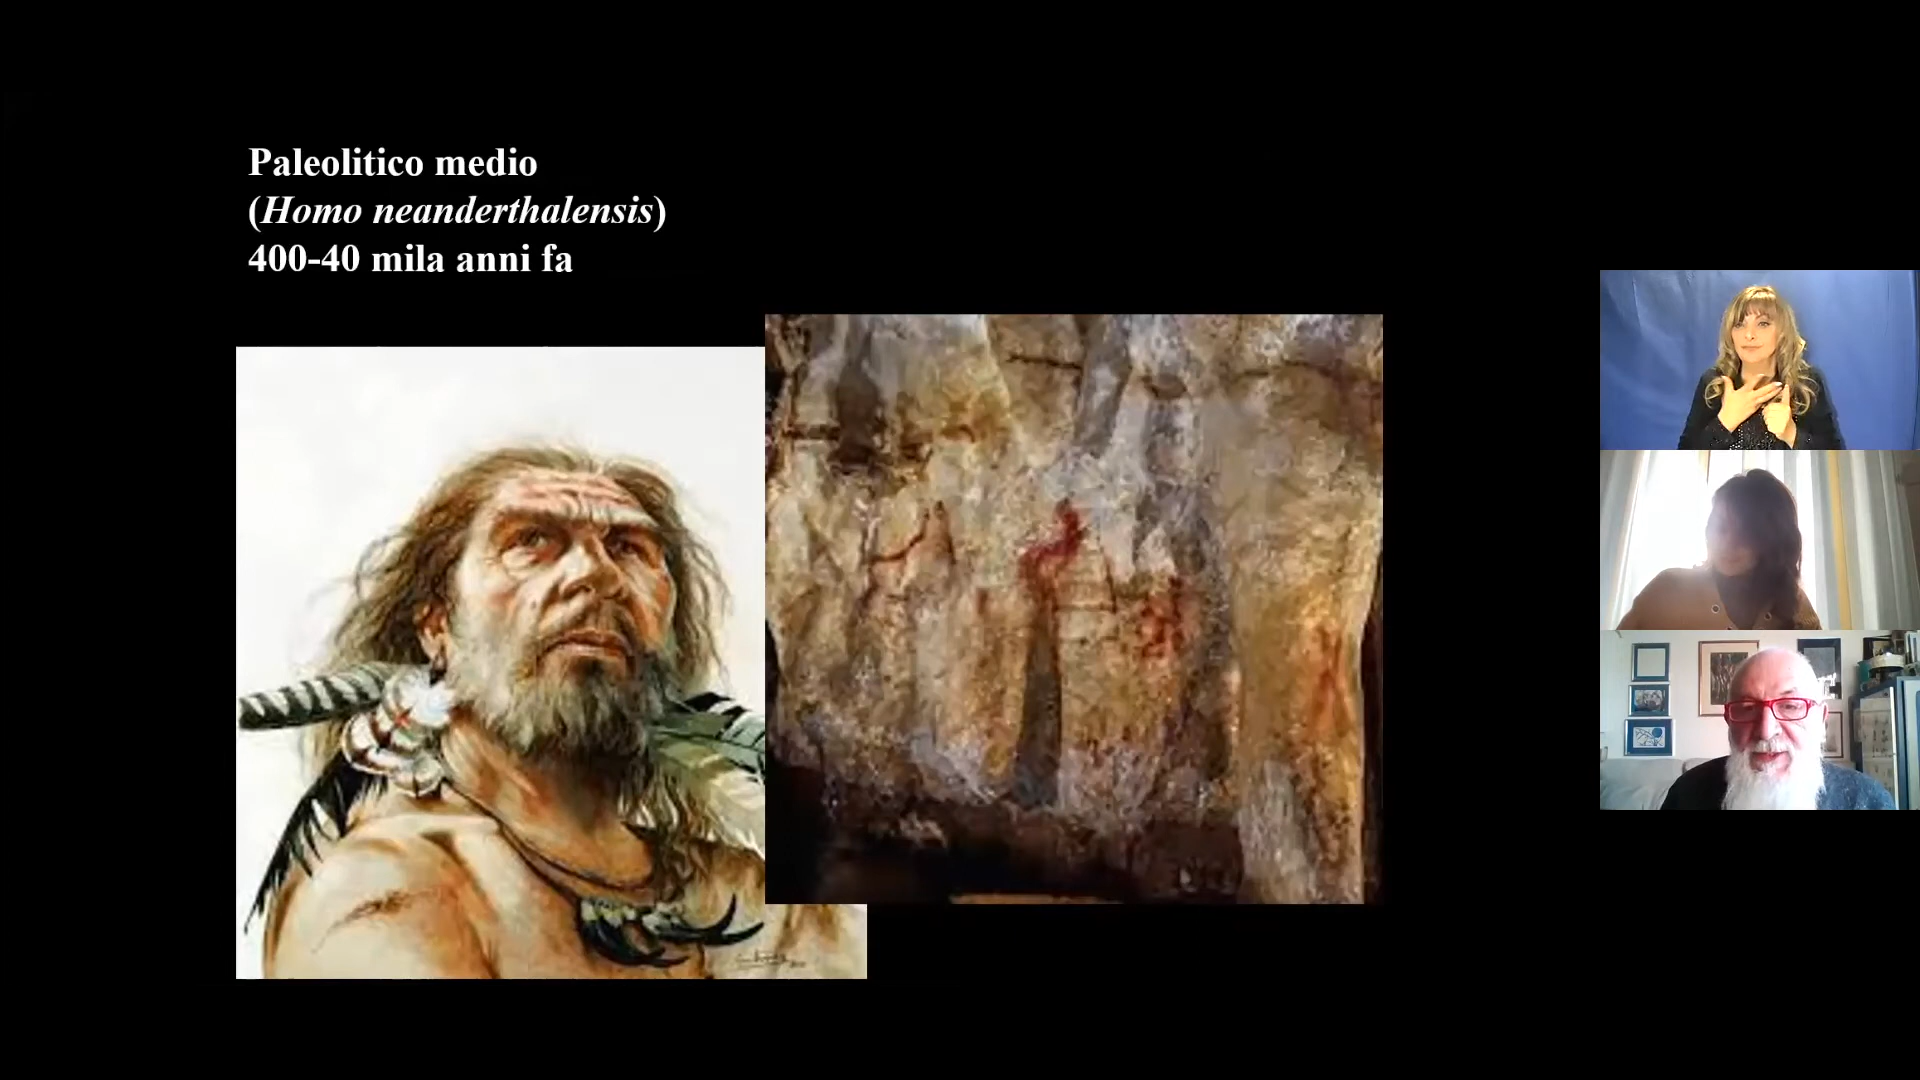 Paleolitico medio
(Homo neanderthalensis)
400-40 mila anni fa